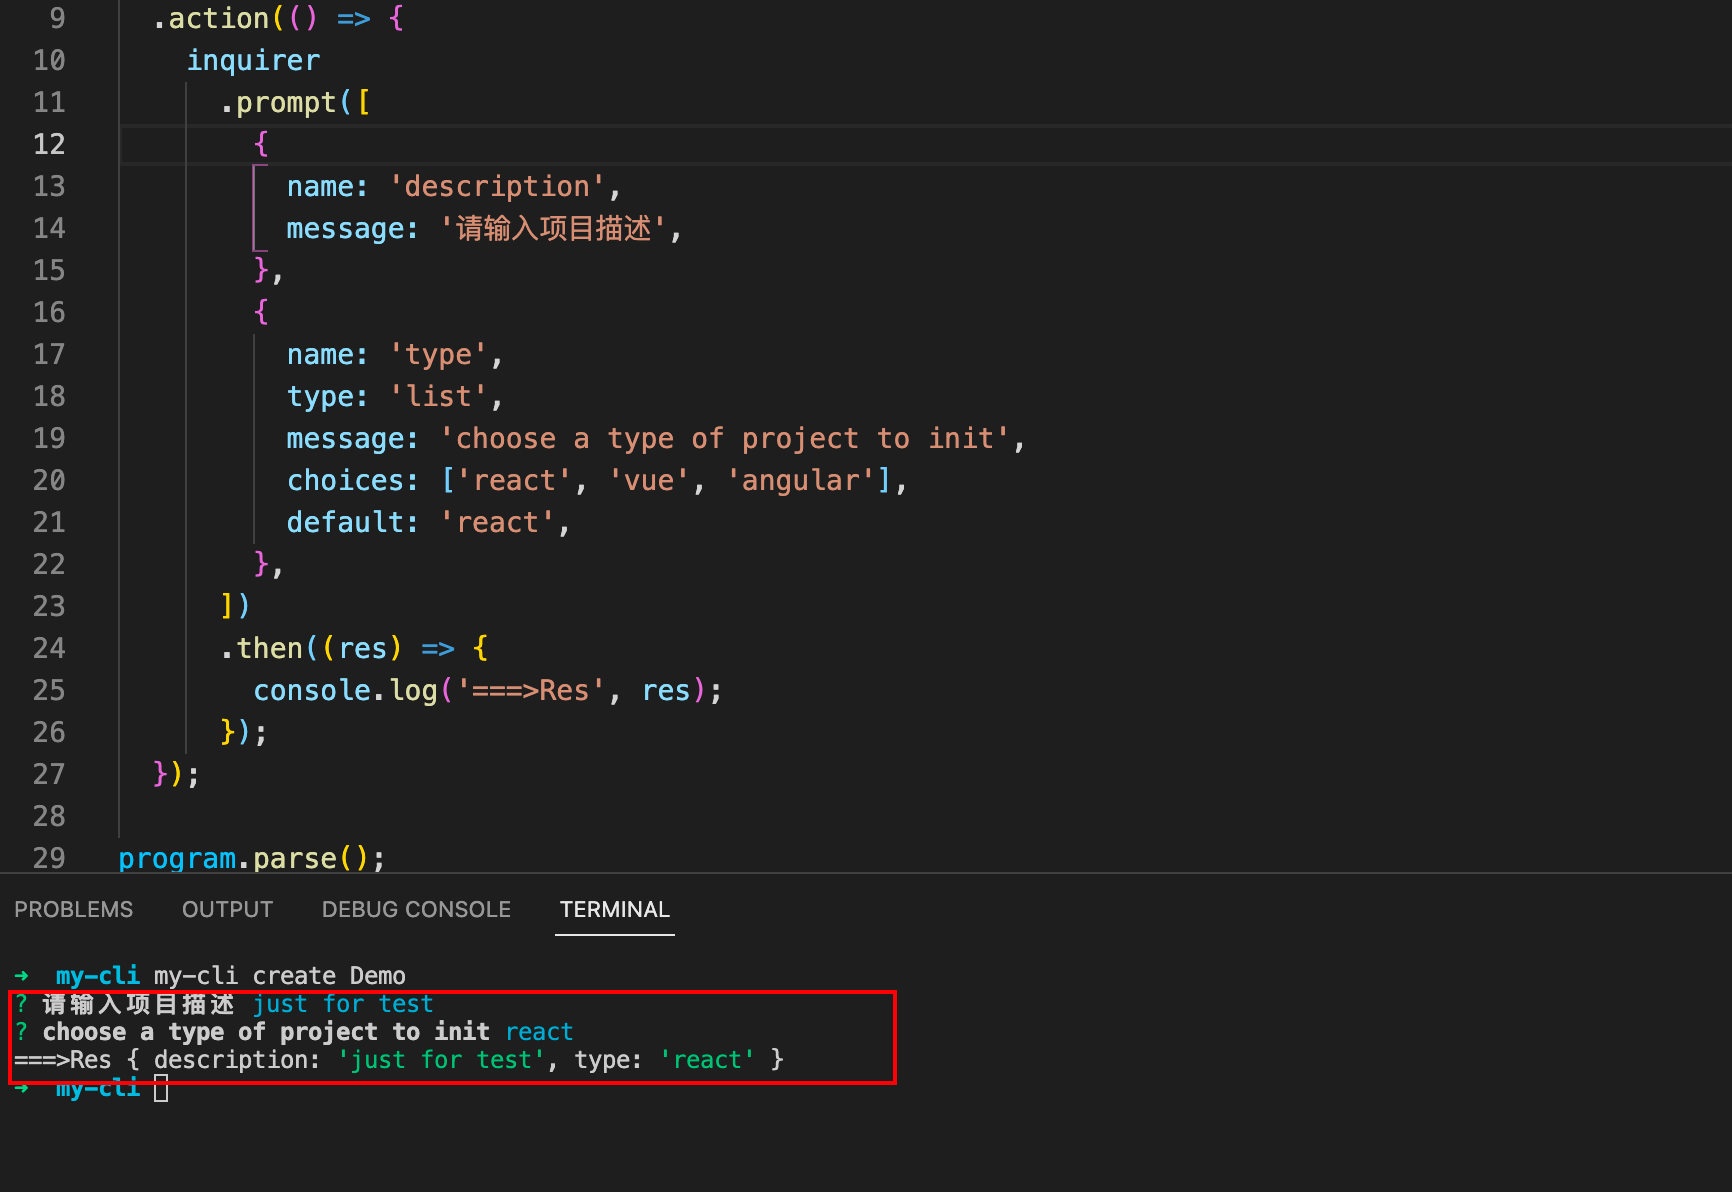 9 .action(() => {
10 inquirer
11 .prompt([
12 {
13 name: 'description',
14 message: '请输入项目描述',
15 },
16 {
17 name: 'type',
18 type: 'list',
19 message: 'choose a type of project to init',
20 choices: ['react', 'vue', 'angular'],
21 default: 'react',
22 },
23 ])
24 .then((res) => {
25 console.log('===>Res', res);
26 });
27 });
28
29 program.parse();
PROBLEMS OUTPUT DEBUG CONSOLE TERMINAL
➜ my-cli my-cli create Demo
? 请输入项目描述 just for test
? choose a type of project to init react
===>Res { description: 'just for test', type: 'react' }
➜ my-cli